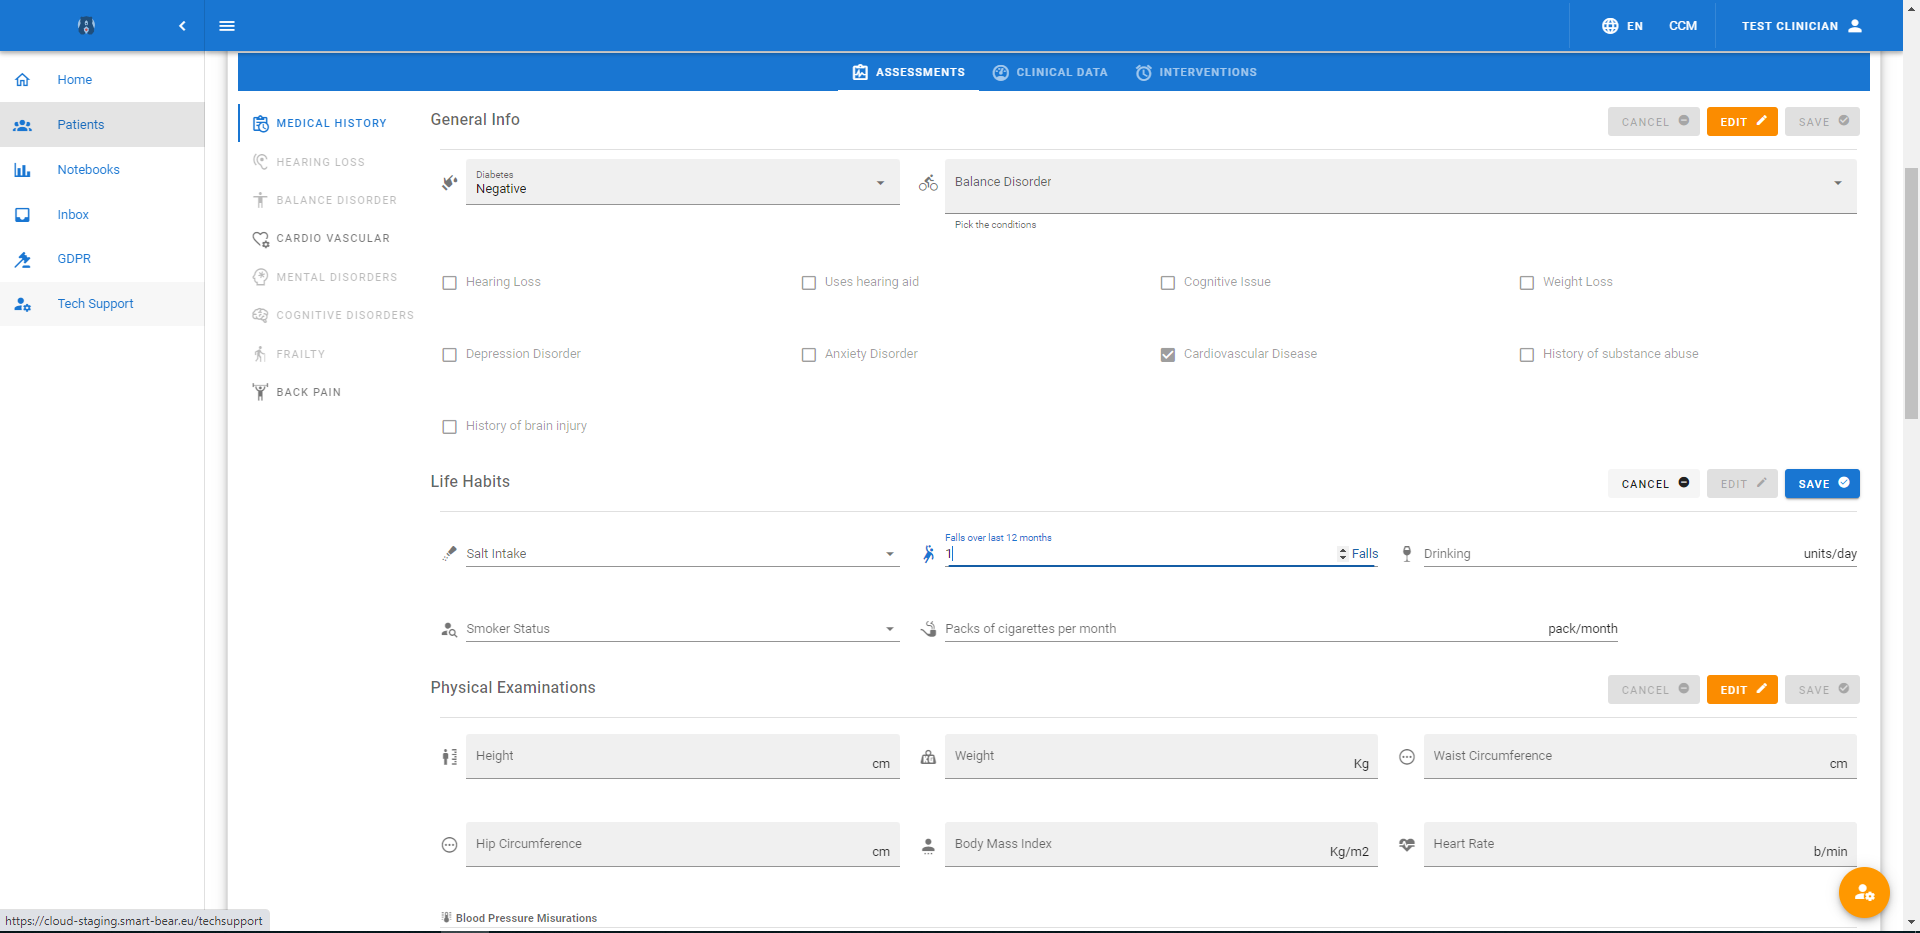 EN
CCM
TEST CLINICIAN
Home
Patients
Notebooks
Inbox
GDPR
Tech Support
ASSESSMENTS
CLINICAL DATA
INTERVENTIONS
MEDICAL HISTORY
HEARING LOSS
BALANCE DISORDER
CARDIO VASCULAR
MENTAL DISORDERS
COGNITIVE DISORDERS
FRAILTY
BACK PAIN
General Info
CANCEL
EDIT
SAVE
Diabetes
Negative
Balance Disorder
Pick the conditions
Hearing Loss
Uses hearing aid
Cognitive Issue
Weight Loss
Depression Disorder
Anxiety Disorder
Cardiovascular Disease
History of substance abuse
History of brain injury
Life Habits
CANCEL
EDIT
SAVE
Salt Intake
Falls over last 12 months
1
Falls
Drinking
units/day
Smoker Status
Packs of cigarettes per month
pack/month
Physical Examinations
CANCEL
EDIT
SAVE
Height
cm
Weight
Kg
Waist Circumference
cm
Hip Circumference
cm
Body Mass Index
Kg/m2
Heart Rate
b/min
Blood Pressure Misurations
https://cloud-staging.smart-bear.eu/techsupport